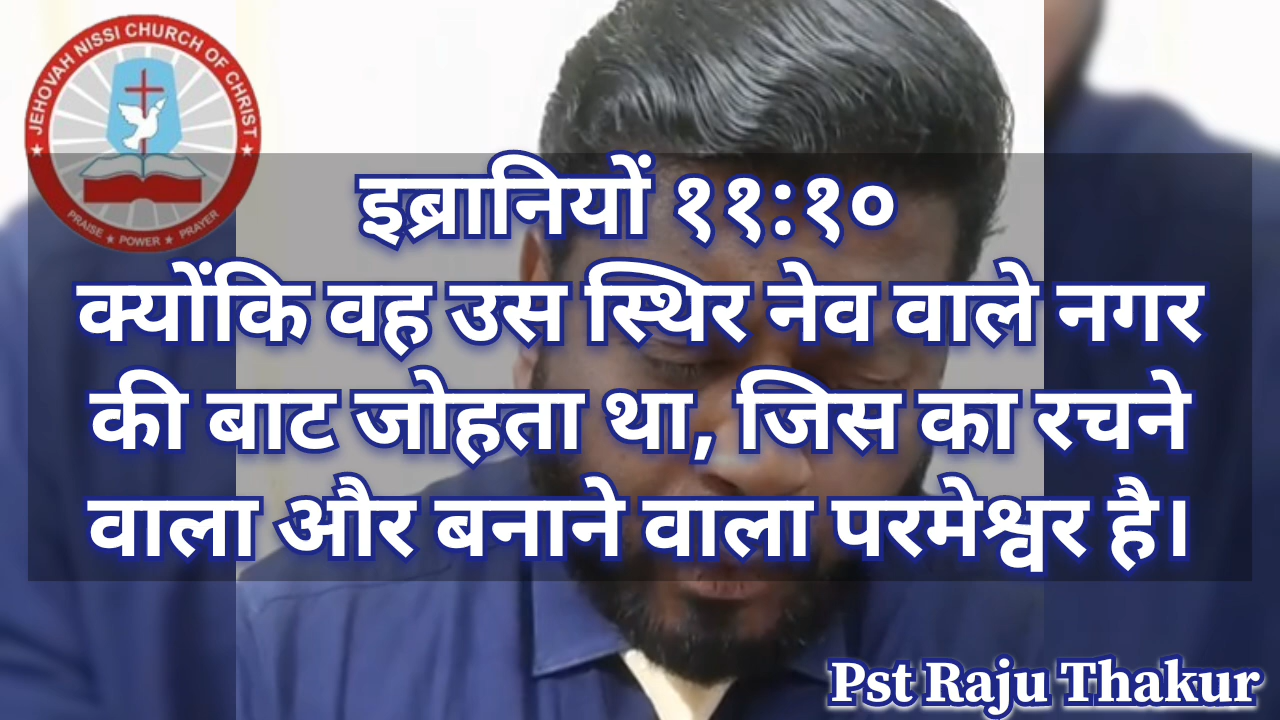 JEHOVAH NISSI CHURCH OF CHRIST
PRAISE ★ POWER ★ PRAYER
इब्रानियों ११:१०
क्योंकि वह उस स्थिर नेव वाले नगर
की बाट जोहता था, जिस का रचने
वाला और बनाने वाला परमेश्वर है।
Pst Raju Thakur